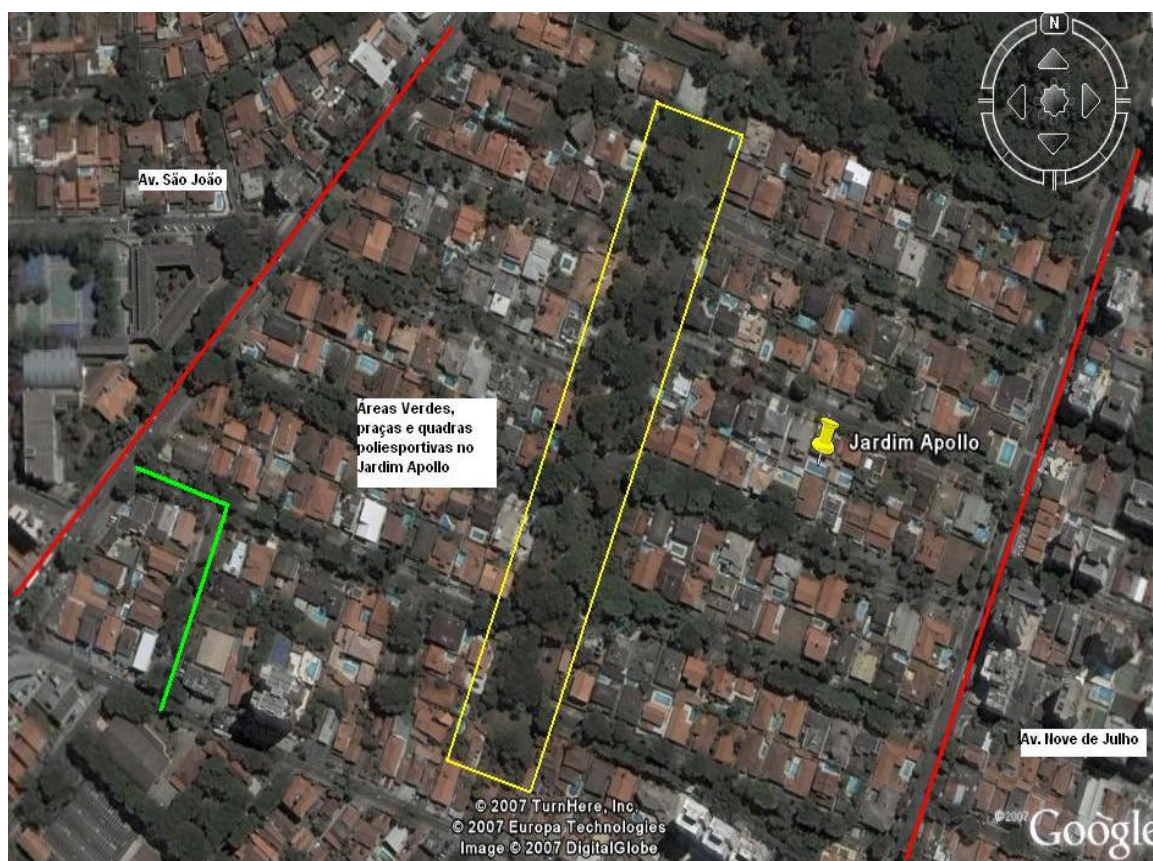 N
Av. São João
Áreas Verdes,
praças e quadras
poliesportivas no
Jardim Apollo
Jardim Apollo
Av. Nove de Julho
© 2007 TurnHere, Inc.
© 2007 Europa Technologies
Image © 2007 DigitalGlobe
©2007 Google